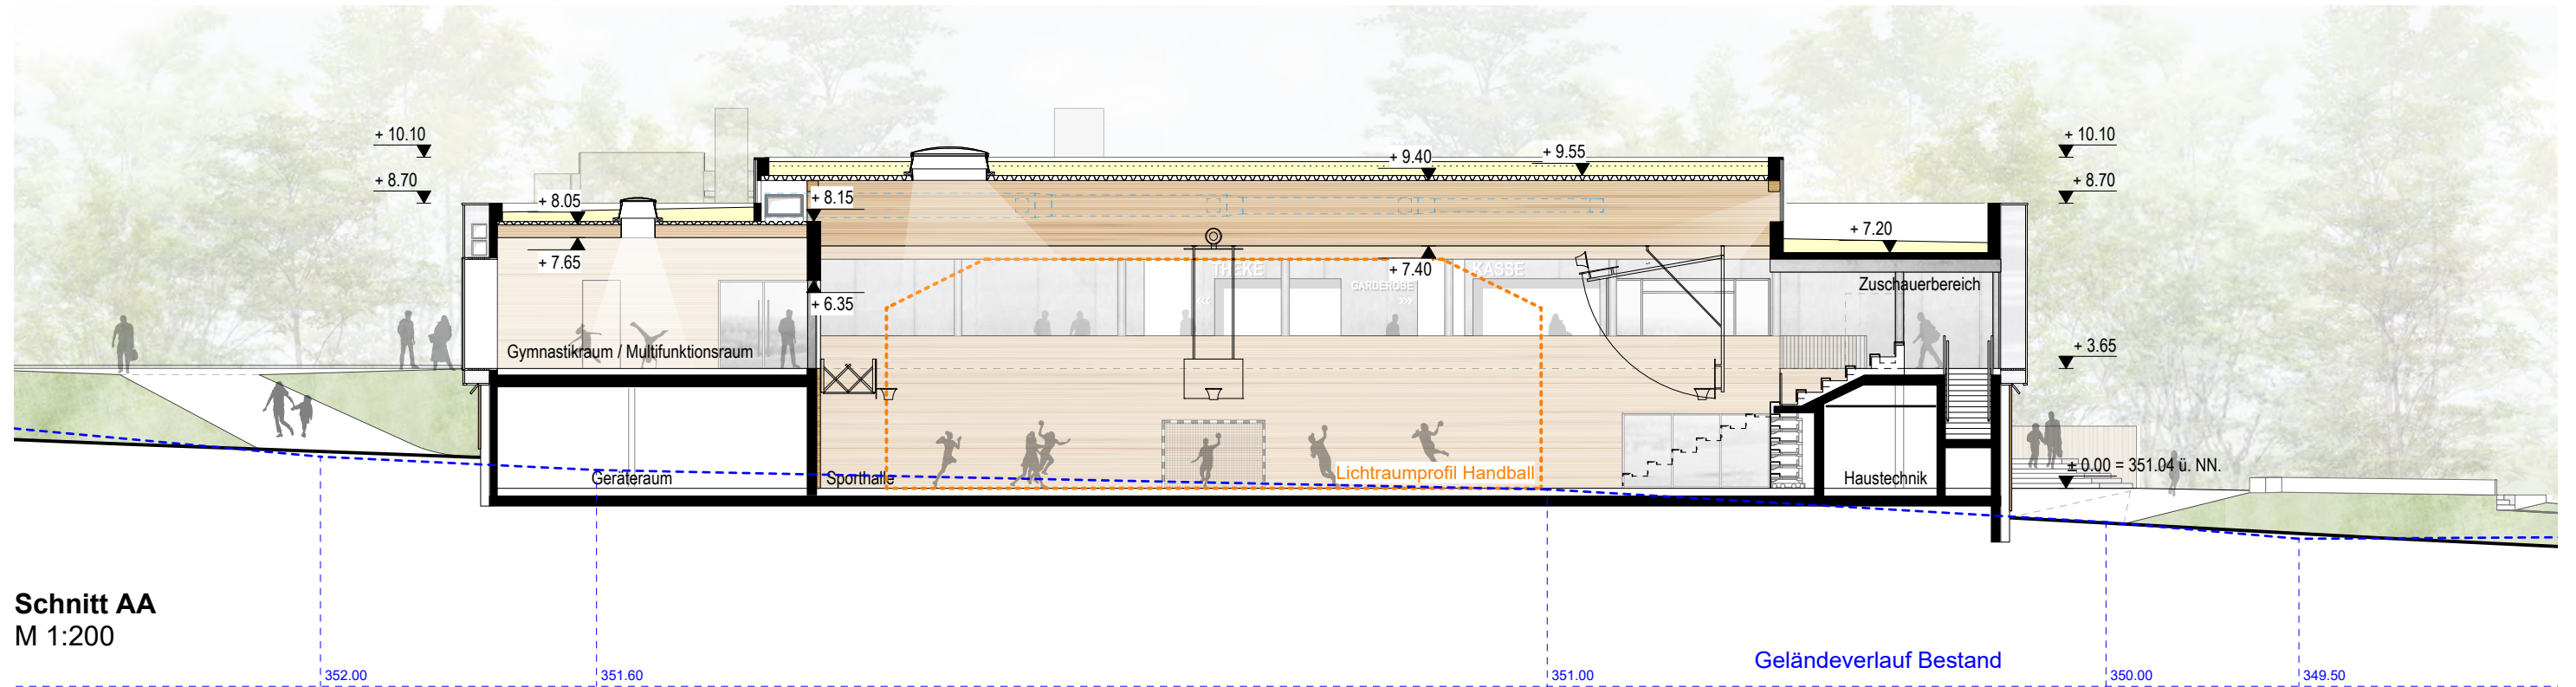 + 10.10
+ 10.10
+ 9.40
+ 9.55
+ 8.70
+ 8.70
+ 8.05
+ 8.15
+ 7.20
+ 7.65
THEKE
+ 7.40
KASSE
GARDEROBE
Zuschauerbereich
‹‹‹
›››
+ 6.35
Gymnastikraum / Multifunktionsraum
+ 3.65
Geräteraum
Sporthalle
Lichtraumprofil Handball
Haustechnik
± 0.00 = 351.04 ü. NN.
Schnitt AA
M 1:200
Geländeverlauf Bestand
352.00
351.60
351.00
350.00
349.50